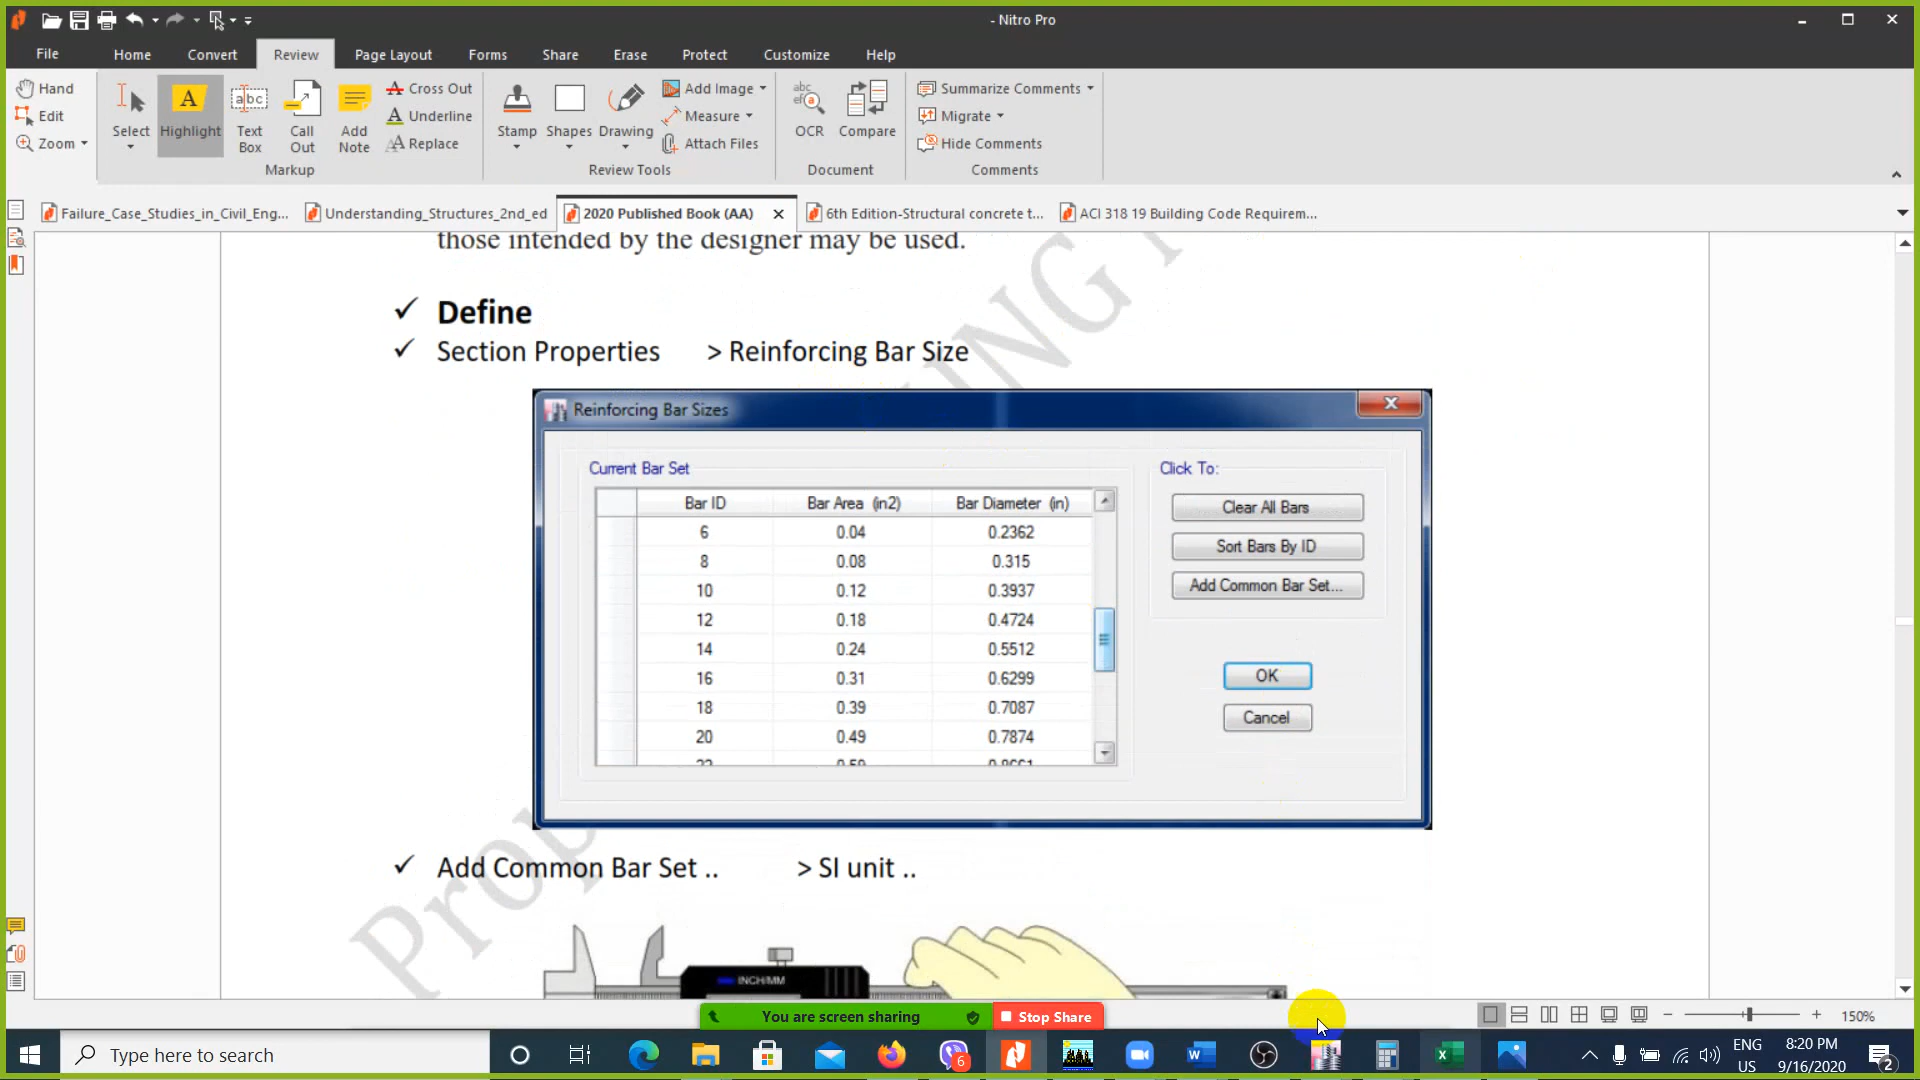 - Nitro Pro
File
Home
Convert
Review
Page Layout
Forms
Share
Erase
Protect
Customize
Help
Hand
Edit
Zoom
Select
Highlight
Text Box
Call Out
Add Note
Cross Out
Underline
Replace
Markup
Stamp
Shapes
Drawing
Add Image
Measure
Attach Files
Review Tools
OCR
Compare
Document
Summarize Comments
Migrate
Hide Comments
Comments
Failure_Case_Studies_in_Civil_Eng...
Understanding_Structures_2nd_ed
2020 Published Book (AA)
6th Edition-Structural concrete t...
ACI 318 19 Building Code Requirem...
those intended by the designer may be used.
✓ Define
✓ Section Properties > Reinforcing Bar Size
Reinforcing Bar Sizes
Current Bar Set
Click To:
Bar ID Bar Area (in2) Bar Diameter (in)
6 0.04 0.2362
8 0.08 0.315
10 0.12 0.3937
12 0.18 0.4724
14 0.24 0.5512
16 0.31 0.6299
18 0.39 0.7087
20 0.49 0.7874
Clear All Bars
Sort Bars By ID
Add Common Bar Set...
OK
Cancel
✓ Add Common Bar Set .. > SI unit ..
INCH/MM
You are screen sharing
Stop Share
150%
Type here to search
6
ENG
US
8:20 PM
9/16/2020
2